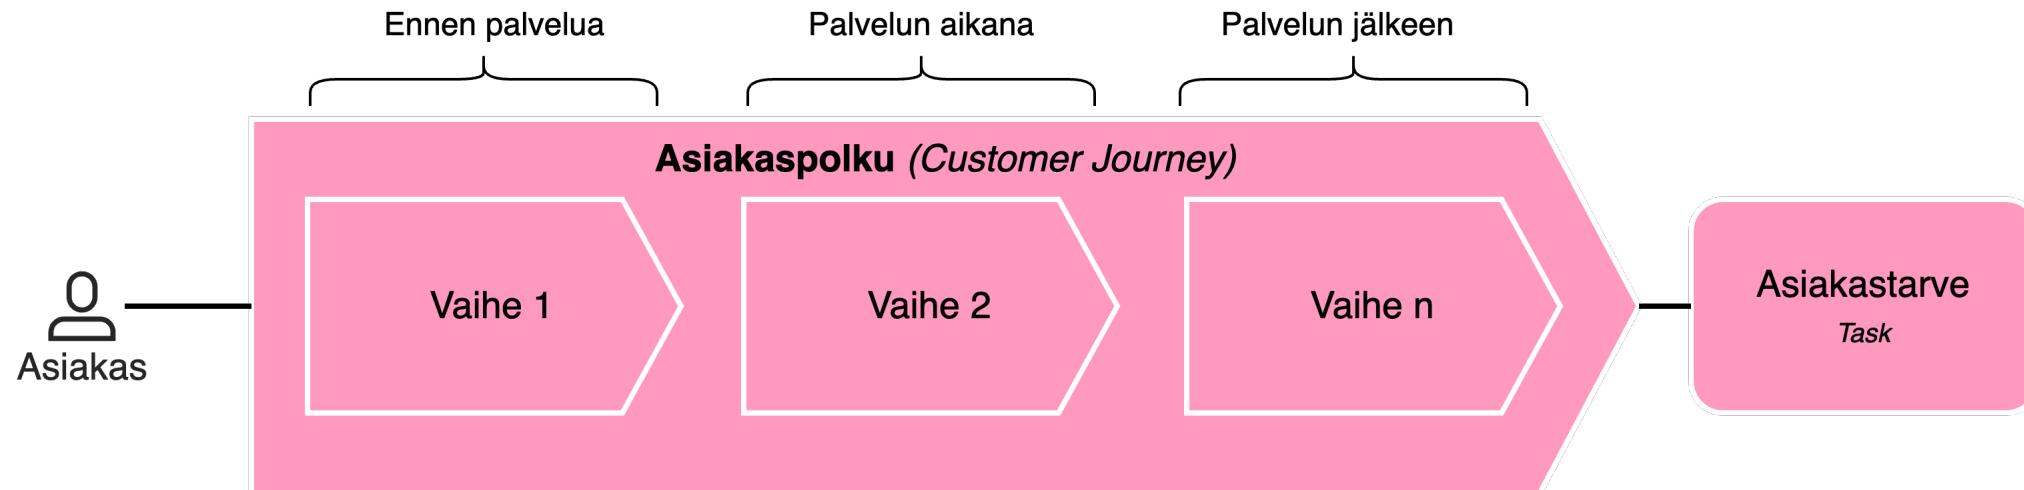 Ennen palvelua
Palvelun aikana
Palvelun jälkeen
Asiakaspolku (Customer Journey)
Vaihe 1
Vaihe 2
Vaihe n
Asiakas
Asiakastarve
Task